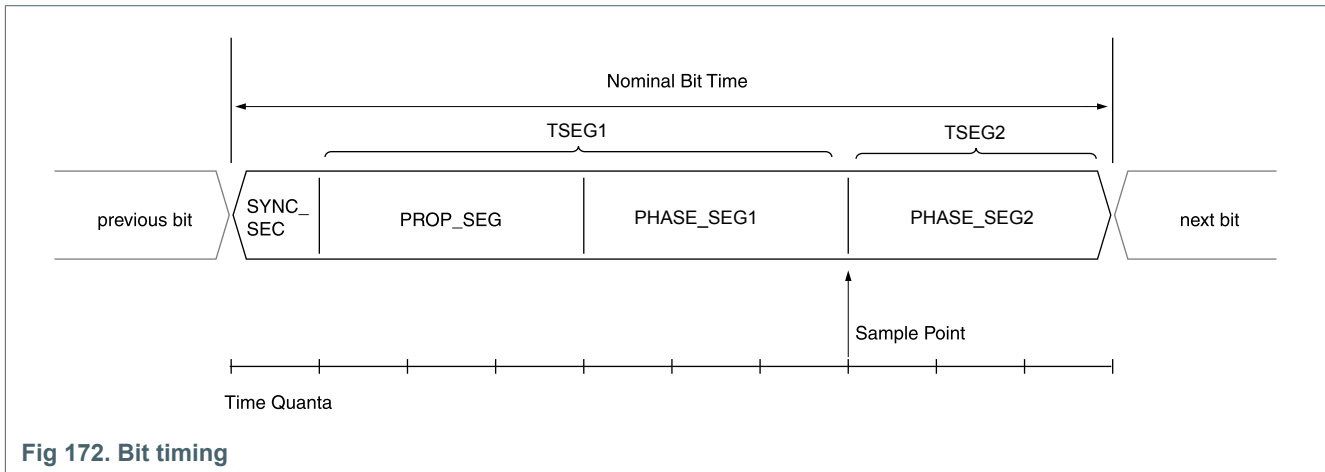 Nominal Bit Time
TSEG1
TSEG2
previous bit
SYNC_
SEC
PROP_SEG
PHASE_SEG1
PHASE_SEG2
next bit
Sample Point
Time Quanta
Fig 172. Bit timing